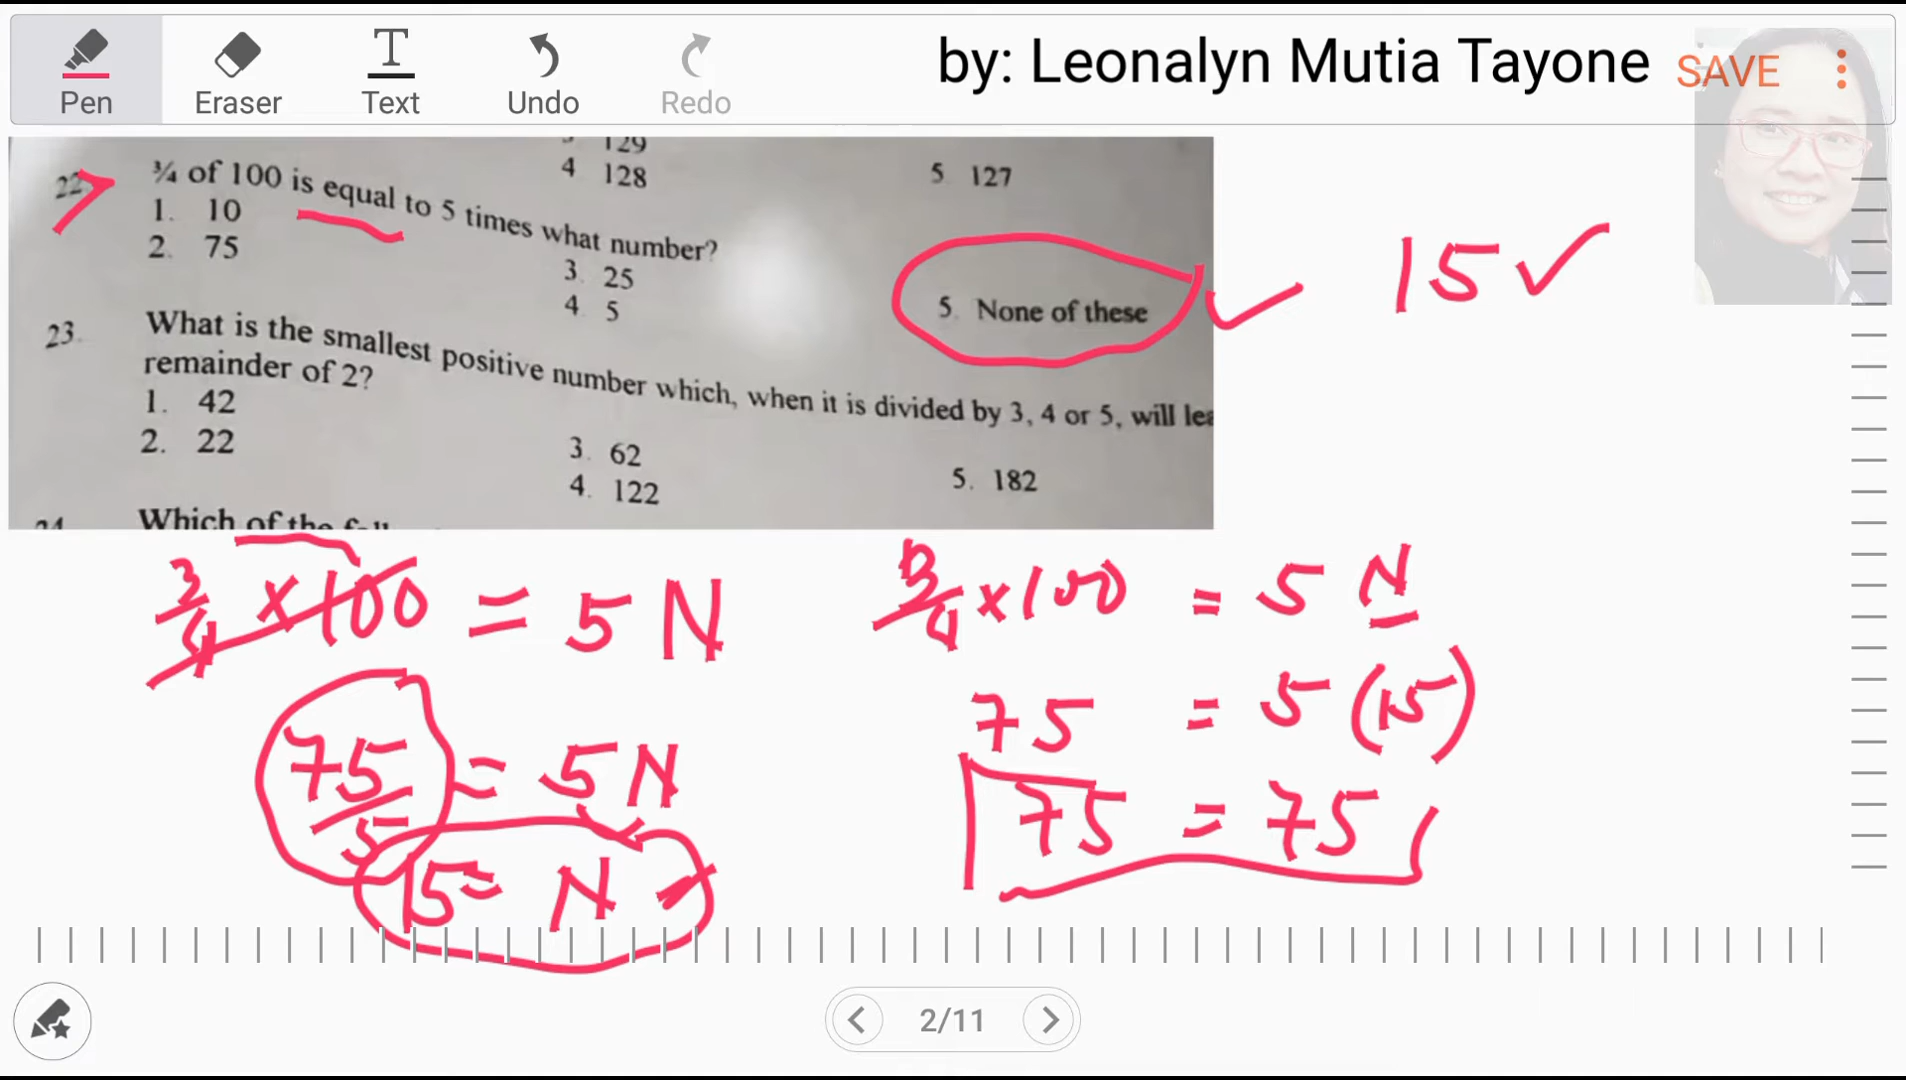 by: Leonalyn Mutia Tayone
SAVE
Pen
Eraser
Text
Undo
Redo
129
4 128
5 127
22. ¾ of 100 is equal to 5 times what number?
1. 10
2. 75
3. 25
4 5
5. None of these
15 ✓
23. What is the smallest positive number which, when it is divided by 3, 4 or 5, will
remainder of 2?
1. 42
2. 22
3. 62
4. 122
5. 182
Which of the
3/4 × 100 = 5 N
75/5 = 5 N
15 = N
3/4 × 100 = 5 N
75 = 5 (15)
75 = 75
2/11